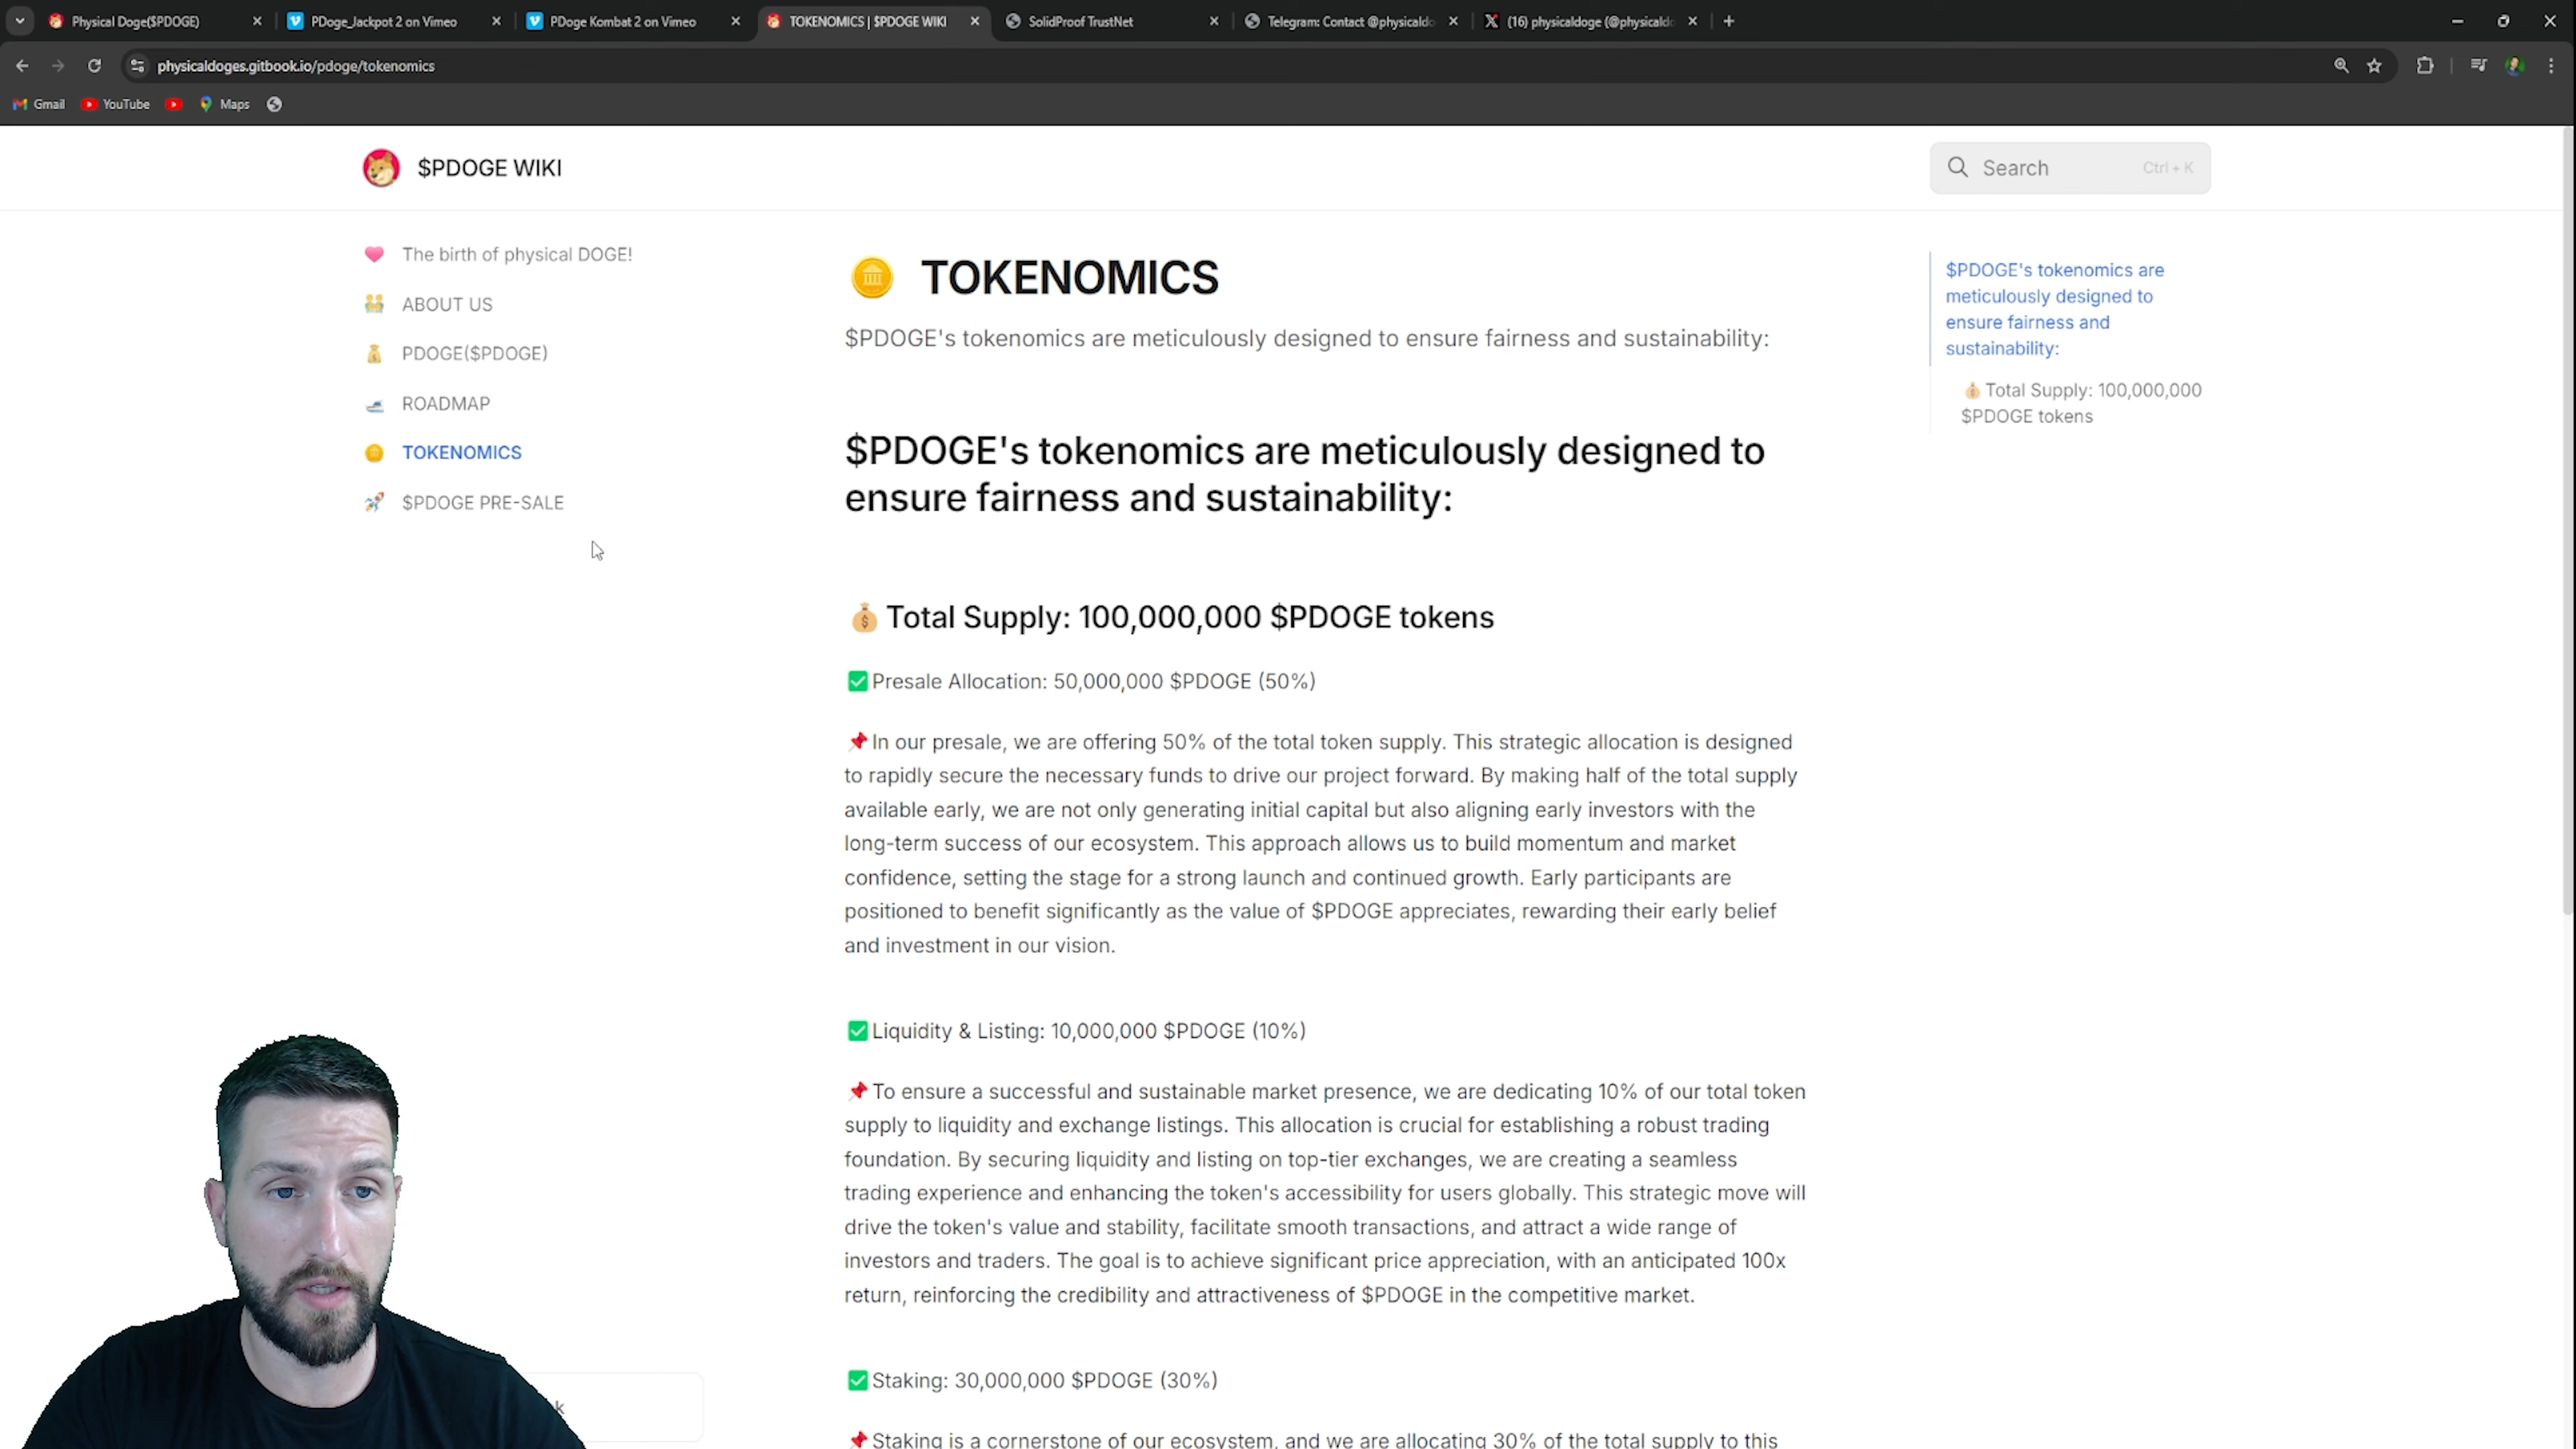 Physical Doge($PDOGE)
PDoge_Jackpot 2 on Vimeo
PDoge Kombat 2 on Vimeo
TOKENOMICS | $PDOGE WIKI
SolidProof TrustNet
Telegram: Contact @physicaldo
(16) physicaldoge (@physicaldo
physicaldoges.gitbook.io/pdoge/tokenomics
Gmail
YouTube
Maps
$PDOGE WIKI
Search
Ctrl + K
The birth of physical DOGE!
ABOUT US
PDOGE($PDOGE)
ROADMAP
TOKENOMICS
$PDOGE PRE-SALE
TOKENOMICS
$PDOGE's tokenomics are meticulously designed to ensure fairness and sustainability:
$PDOGE's tokenomics are meticulously designed to
ensure fairness and sustainability:
Total Supply: 100,000,000 $PDOGE tokens
Presale Allocation: 50,000,000 $PDOGE (50%)
In our presale, we are offering 50% of the total token supply. This strategic allocation is designed
to rapidly secure the necessary funds to drive our project forward. By making half of the total supply
available early, we are not only generating initial capital but also aligning early investors with the
long-term success of our ecosystem. This approach allows us to build momentum and market
confidence, setting the stage for a strong launch and continued growth. Early participants are
positioned to benefit significantly as the value of $PDOGE appreciates, rewarding their early belief
and investment in our vision.
Liquidity & Listing: 10,000,000 $PDOGE (10%)
To ensure a successful and sustainable market presence, we are dedicating 10% of our total token
supply to liquidity and exchange listings. This allocation is crucial for establishing a robust trading
foundation. By securing liquidity and listing on top-tier exchanges, we are creating a seamless
trading experience and enhancing the token's accessibility for users globally. This strategic move will
drive the token's value and stability, facilitate smooth transactions, and attract a wide range of
investors and traders. The goal is to achieve significant price appreciation, with an anticipated 100x
return, reinforcing the credibility and attractiveness of $PDOGE in the competitive market.
Staking: 30,000,000 $PDOGE (30%)
Staking is a cornerstone of our ecosystem, and we are allocating 30% of the total supply to this
$PDOGE's tokenomics are
meticulously designed to
ensure fairness and
sustainability:
Total Supply: 100,000,000
$PDOGE tokens
k